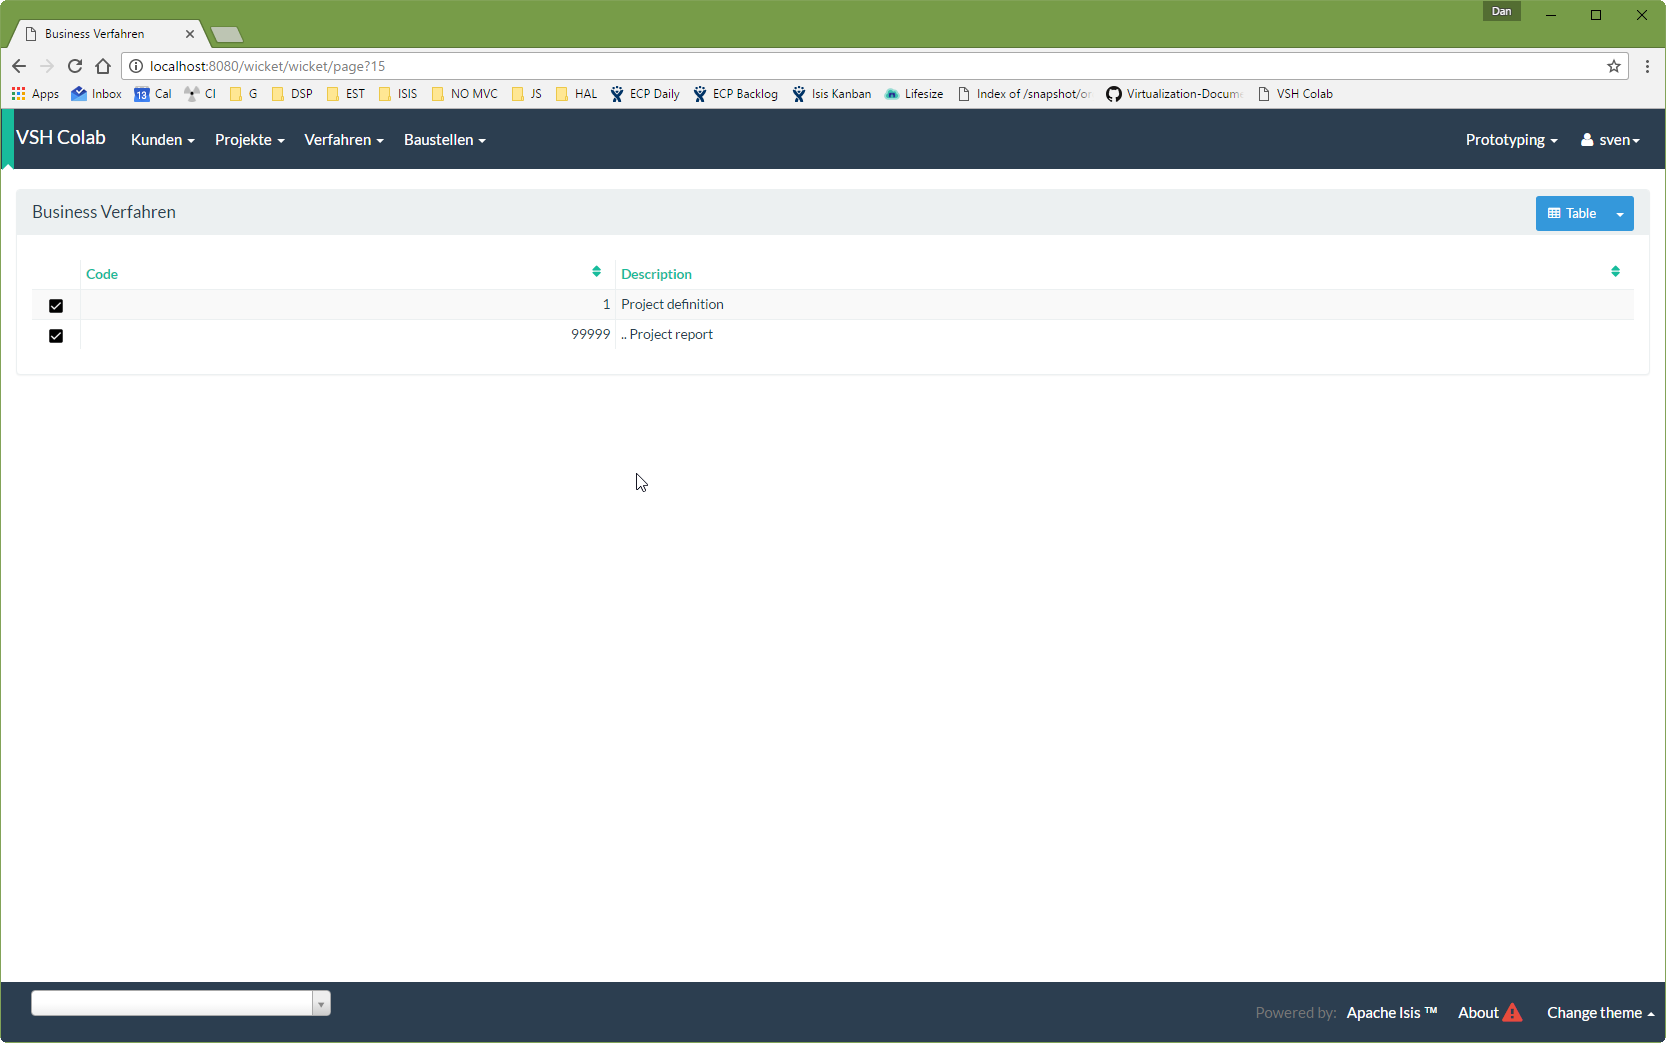 Dan
Business Verfahren
localhost:8080/wicket/wicket/page?15
Apps Inbox 13 Cal CI G DSP EST ISIS NO MVC JS HAL ECP Daily ECP Backlog Isis Kanban Lifesize Index of /snapshot/or Virtualization-Docum VSH Colab
VSH Colab Kunden Projekte Verfahren Baustellen Prototyping sven
Business Verfahren Table
Code Description
1 Project definition
99999 .. Project report
Powered by: Apache Isis ™ About Change theme